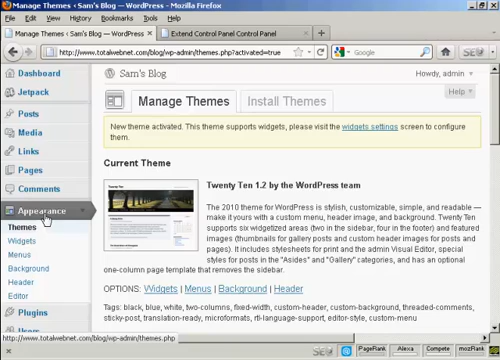 Manage Themes ‹ Sam's Blog — WordPress - Mozilla Firefox
File Edit View History Bookmarks Tools Help
Manage Themes ‹ Sam's Blog — WordPress × Extend Control Panel Control Panel ×
http://www.totalwebnet.com/blog/wp-admin/themes.php?activated=true
Google
Dashboard
Jetpack
Posts
Media
Links
Pages
Comments
Appearance
Themes
Widgets
Menus
Background
Header
Editor
Plugins
Users
Sam's Blog
Howdy, admin
Help
Manage Themes
Install Themes
New theme activated. This theme supports widgets, please visit the widgets settings screen to configure
them.
Current Theme
Twenty Ten 1.2 by the WordPress team
The 2010 theme for WordPress is stylish, customizable, simple, and readable —
make it yours with a custom menu, header image, and background. Twenty Ten
supports six widgetized areas (two in the sidebar, four in the footer) and featured
images (thumbnails for gallery posts and custom header images for posts and
pages). It includes stylesheets for print and the admin Visual Editor, special
styles for posts in the "Asides" and "Gallery" categories, and has an optional
one-column page template that removes the sidebar.
OPTIONS: Widgets | Menus | Background | Header
Tags: black, blue, white, two-columns, fixed-width, custom-header, custom-background, threaded-comments,
sticky-post, translation-ready, microformats, rtl-language-support, editor-style, custom-menu
http://www.totalwebnet.com/blog/wp-admin/themes.php
PageRank Alexa Compete mozRank